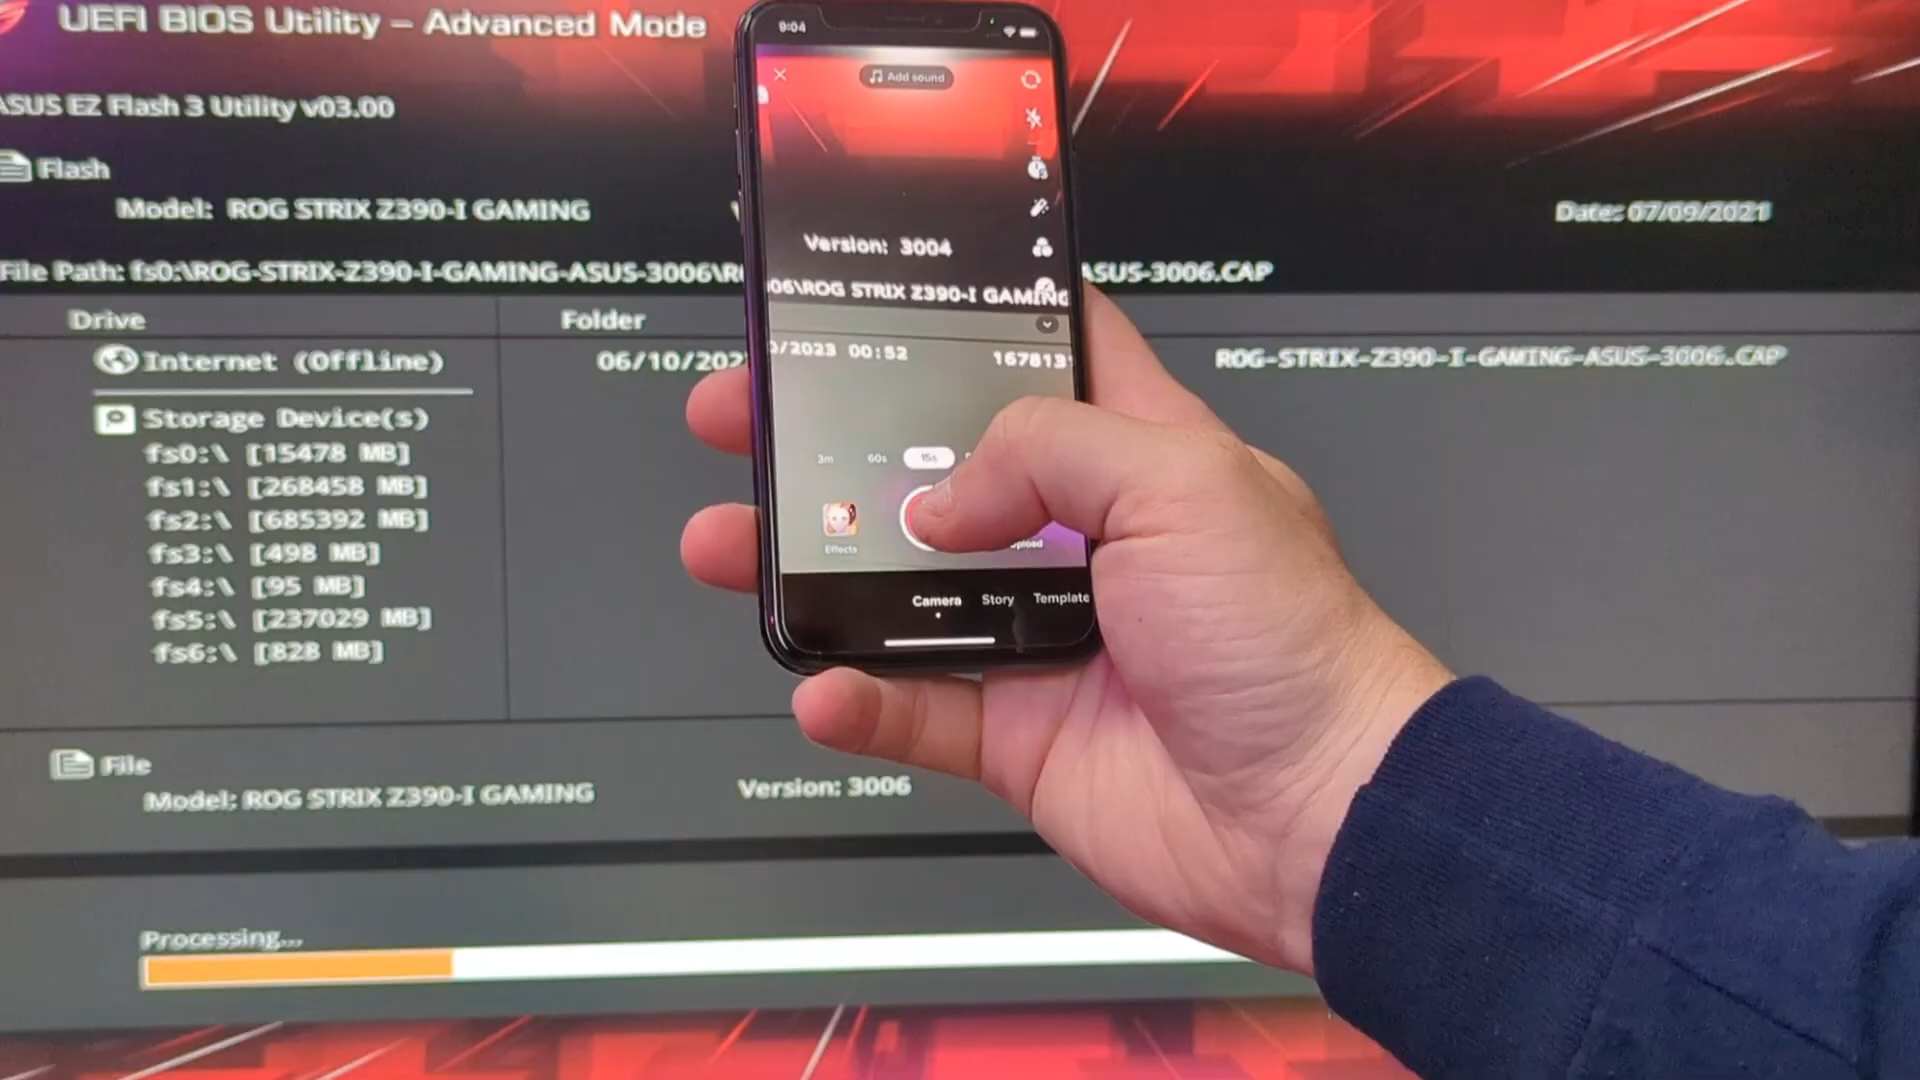 UEFI BIOS Utility – Advanced Mode
ASUS EZ Flash 3 Utility v03.00
Flash
Model: ROG STRIX Z390-I GAMING
Date: 07/09/2021
File Path: fs0:\ROG-STRIX-Z390-I-GAMING-ASUS-3006\R
ASUS-3006.CAP
Drive
Folder
Internet (Offline)
06/10/202
ROG-STRIX-Z390-I-GAMING-ASUS-3006.CAP
Storage Device(s)
fs0:\ [15478 MB]
fs1:\ [268458 MB]
fs2:\ [685392 MB]
fs3:\ [498 MB]
fs4:\ [95 MB]
fs5:\ [237029 MB]
fs6:\ [828 MB]
File
Model: ROG STRIX Z390-I GAMING
Version: 3006
Processing...
9:04
Add sound
Version: 3004
06\ROG STRIX Z390-I GAMING
/2023 00:52
167813
3m
60s
15s
Effects
Upload
Camera
Story
Template